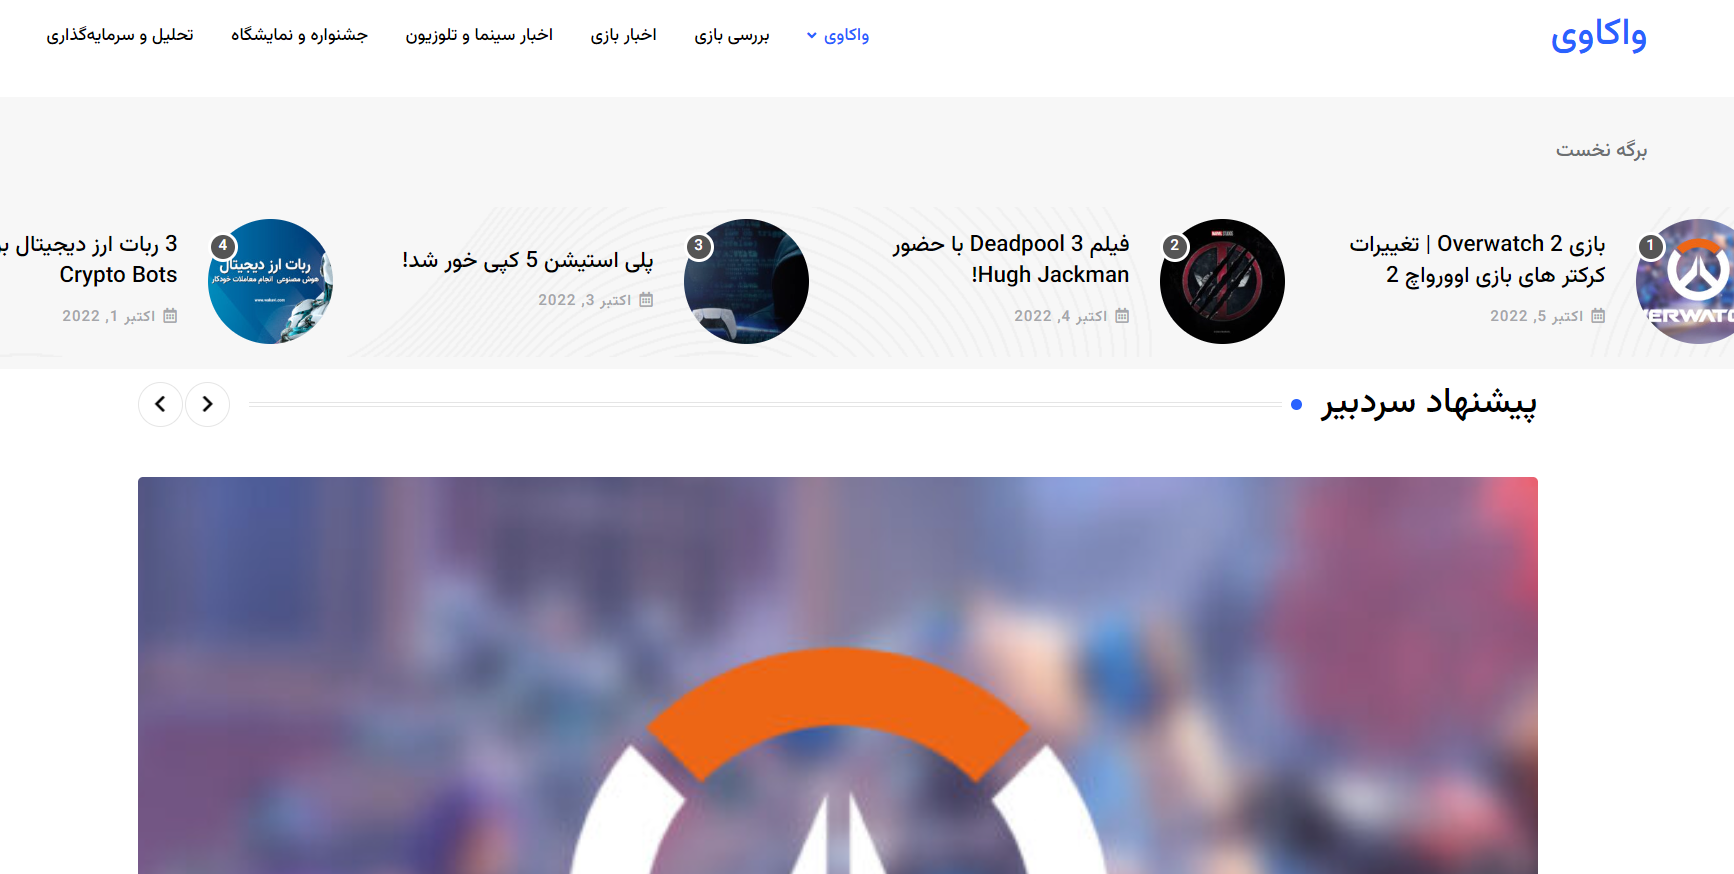 واکاوی
واکاوی
بررسی بازی
اخبار بازی
اخبار سینما و تلوزیون
جشنواره و نمایشگاه
تحلیل و سرمایه‌گذاری
برگه نخست
1
بازی Overwatch 2 | تغییرات
کرکتر های بازی اوورواچ 2
اکتبر 5, 2022
2
MARVEL STUDIOS
فیلم Deadpool 3 با حضور
Hugh Jackman!
اکتبر 4, 2022
3
پلی استیشن 5 کپی خور شد!
اکتبر 3, 2022
4
ربات ارز دیجیتال
هوش مصنوعی انجام معاملات خودکار
3 ربات ارز دیجیتال
Crypto Bots
اکتبر 1, 2022
پیشنهاد سردبیر